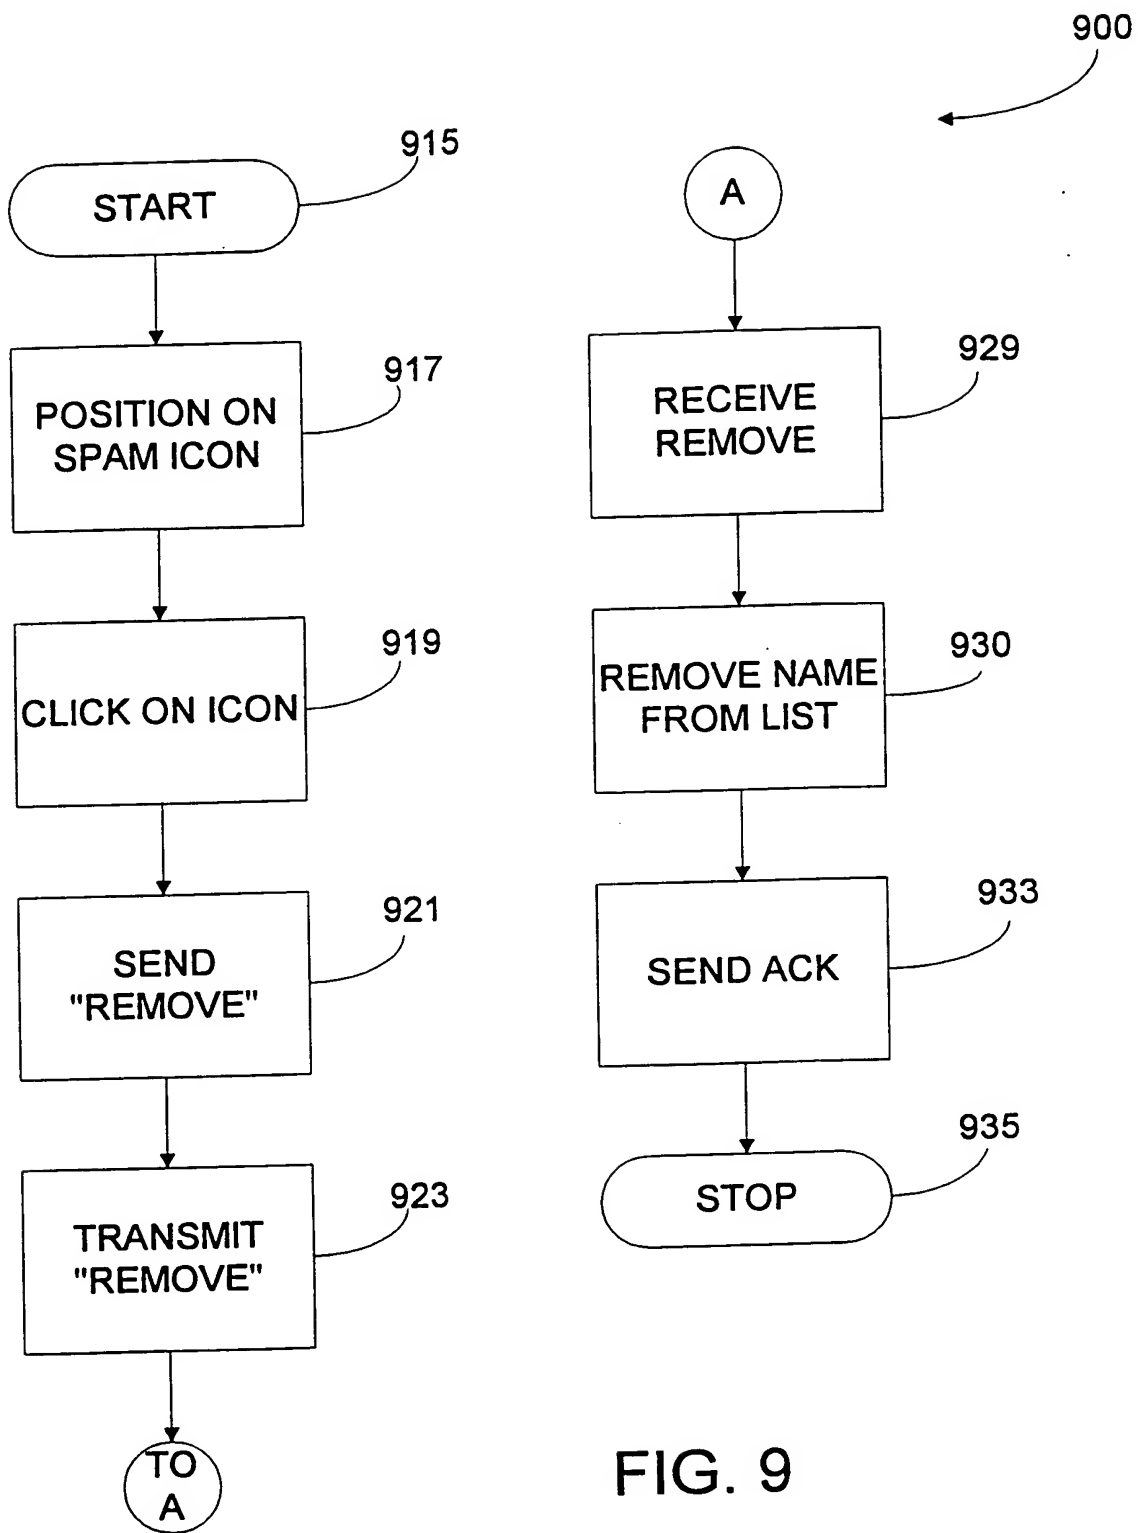 900
915
START
917
POSITION ON
SPAM ICON
919
CLICK ON ICON
921
SEND
"REMOVE"
923
TRANSMIT
"REMOVE"
TO
A
A
929
RECEIVE
REMOVE
930
REMOVE NAME
FROM LIST
933
SEND ACK
935
STOP
FIG. 9